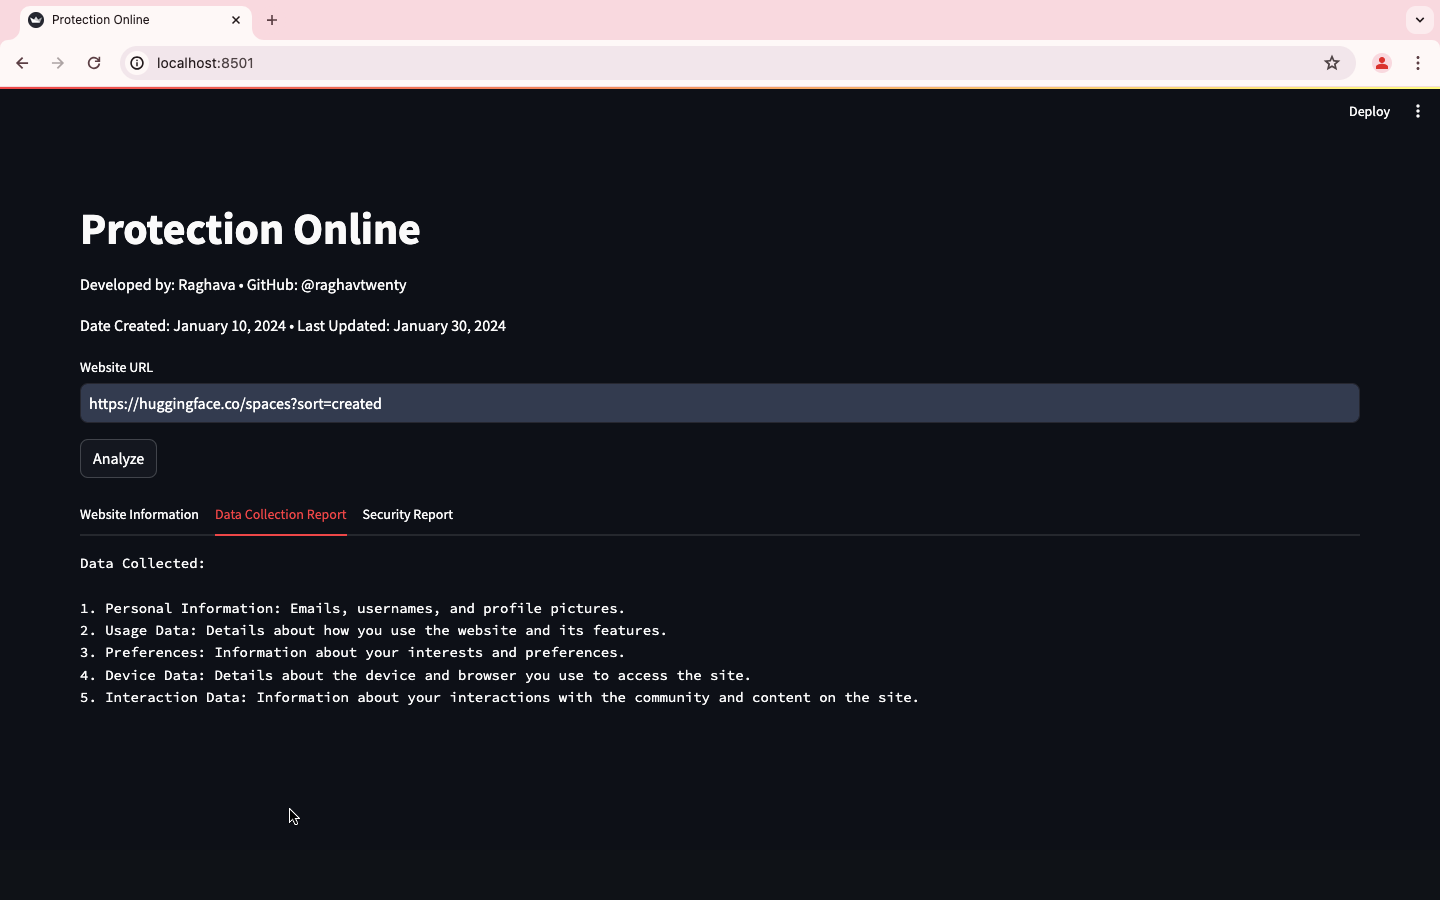 Protection Online
localhost:8501
Deploy
Protection Online
Developed by: Raghava • GitHub: @raghavtwenty
Date Created: January 10, 2024 • Last Updated: January 30, 2024
Website URL
https://huggingface.co/spaces?sort=created
Analyze
Website Information Data Collection Report Security Report
Data Collected:
1. Personal Information: Emails, usernames, and profile pictures.
2. Usage Data: Details about how you use the website and its features.
3. Preferences: Information about your interests and preferences.
4. Device Data: Details about the device and browser you use to access the site.
5. Interaction Data: Information about your interactions with the community and content on the site.